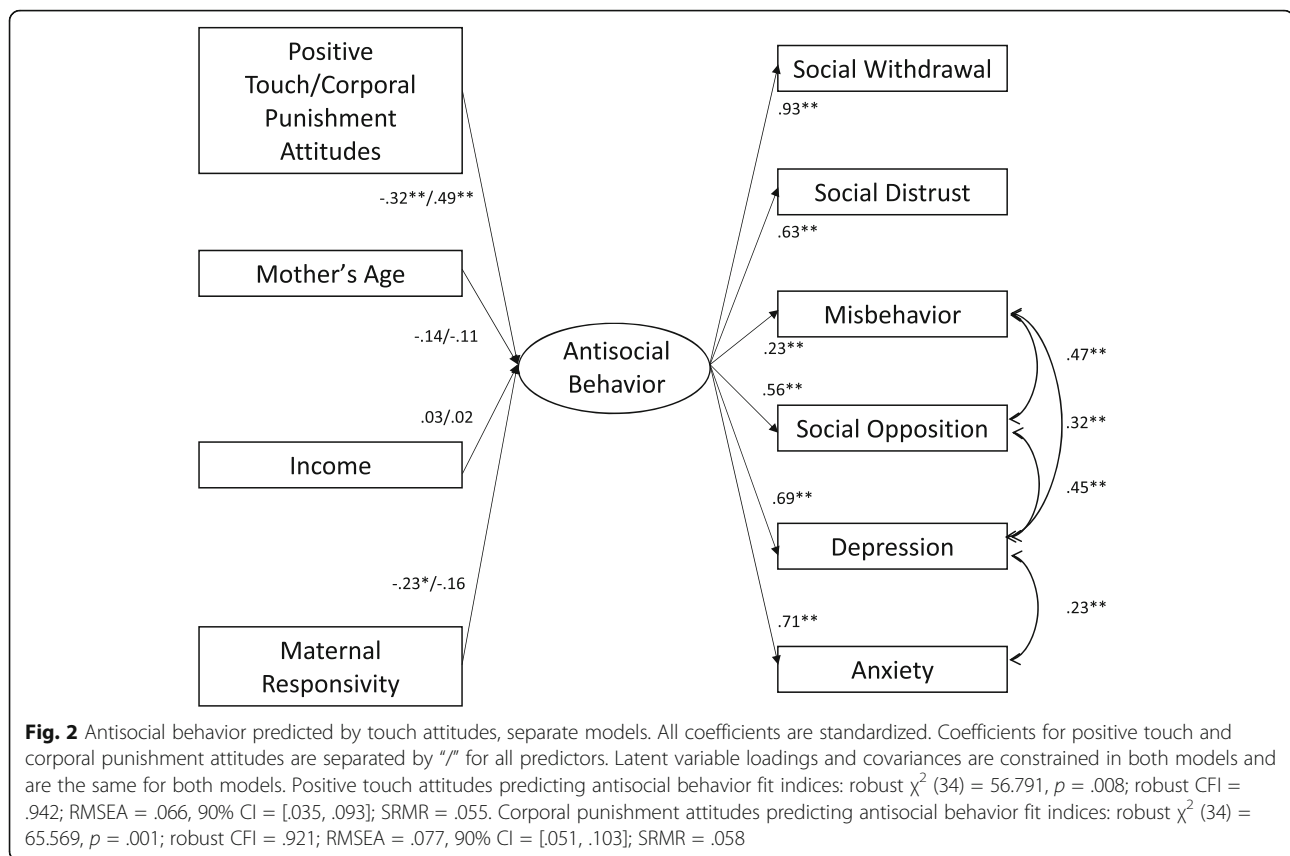 Positive
Touch/Corporal
Punishment
Attitudes
-.32**/.49**
Mother's Age
-.14/-.11
.03/.02
Income
-.23*/-.16
Maternal
Responsivity
Antisocial
Behavior
Social Withdrawal
.93**
Social Distrust
.63**
Misbehavior
.23**
.47**
.56**
Social Opposition
.32**
.45**
.69**
Depression
.23**
.71**
Anxiety
Fig. 2 Antisocial behavior predicted by touch attitudes, separate models. All coefficients are standardized. Coefficients for positive touch and
corporal punishment attitudes are separated by “/” for all predictors. Latent variable loadings and covariances are constrained in both models and
are the same for both models. Positive touch attitudes predicting antisocial behavior fit indices: robust χ² (34) = 56.791, p = .008; robust CFI =
.942; RMSEA = .066, 90% CI = [.035, .093]; SRMR = .055. Corporal punishment attitudes predicting antisocial behavior fit indices: robust χ² (34) =
65.569, p = .001; robust CFI = .921; RMSEA = .077, 90% CI = [.051, .103]; SRMR = .058